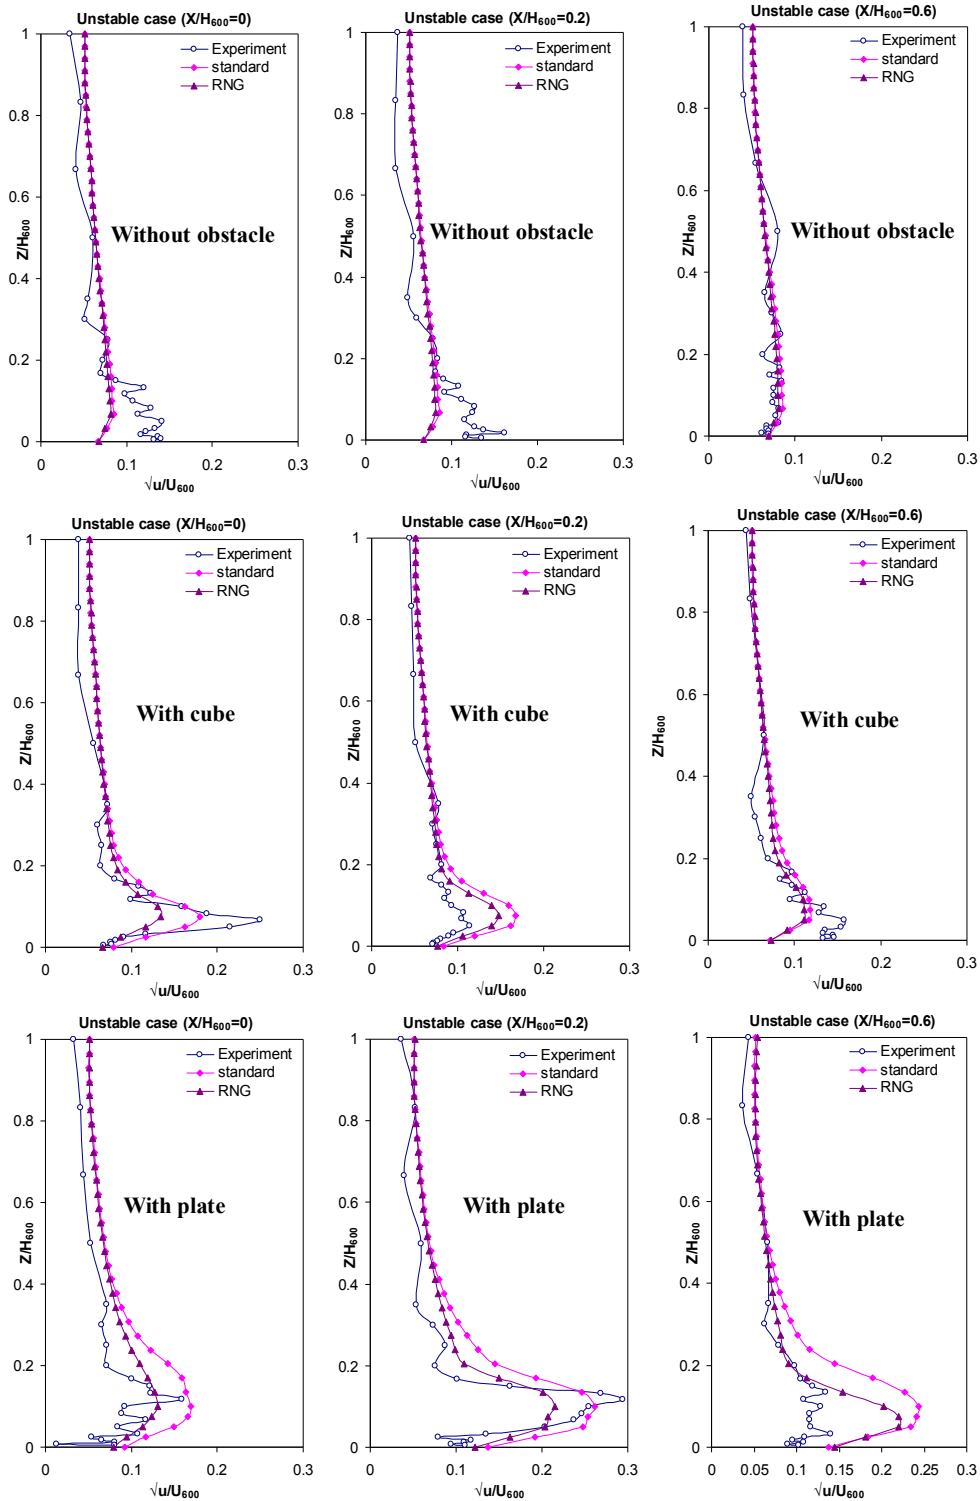 Unstable case (X/H600=0)
Experiment
standard
RNG
1
0.8
0.6
0.4
0.2
0
Z/H600
Without obstacle
0 0.1 0.2 0.3
√u/U600
Unstable case (X/H600=0.2)
Experiment
standard
RNG
1
0.8
0.6
0.4
0.2
0
Z/H600
Without obstacle
0 0.1 0.2 0.3
√u/U600
Unstable case (X/H600=0.6)
Experiment
standard
RNG
1
0.8
0.6
0.4
0.2
0
Z/H600
Without obstacle
0 0.1 0.2 0.3
√u/U600
Unstable case (X/H600=0)
Experiment
standard
RNG
1
0.8
0.6
0.4
0.2
0
Z/H600
With cube
0 0.1 0.2 0.3
√u/U600
Unstable case (X/H600=0.2)
Experiment
standard
RNG
1
0.8
0.6
0.4
0.2
0
Z/H600
With cube
0 0.1 0.2 0.3
√u/U600
Unstable case (X/H600=0.6)
Experiment
standard
RNG
1
0.8
0.6
0.4
0.2
0
Z/H600
With cube
0 0.1 0.2 0.3
√u/U600
Unstable case (X/H600=0)
Experiment
standard
RNG
1
0.8
0.6
0.4
0.2
0
Z/H600
With plate
0 0.1 0.2 0.3
√u/U600
Unstable case (X/H600=0.2)
Experiment
standard
RNG
1
0.8
0.6
0.4
0.2
0
Z/H600
With plate
0 0.1 0.2 0.3
√u/U600
Unstable case (X/H600=0.6)
Experiment
standard
RNG
1
0.8
0.6
0.4
0.2
0
Z/H600
With plate
0 0.05 0.1 0.15 0.2 0.25 0.3
√u/U600